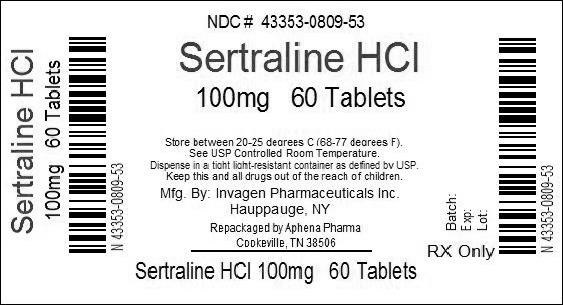 Sertraline HCl
100mg 60 Tablets
N 43353-0809-53
NDC # 43353-0809-53
Sertraline HCl
100mg 60 Tablets
Store between 20-25 degrees C (68-77 degrees F).
See USP Controlled Room Temperature.
Dispense in a tight light-resistant container as defined by USP.
Keep this and all drugs out of the reach of children.
Mfg. By: Invagen Pharmaceuticals Inc.
Hauppauge, NY
Repackaged by Aphena Pharma
Cookeville, TN 38506
Sertraline HCl 100mg 60 Tablets
Batch:
Exp:
Lot:
RX Only
N 43353-0809-53